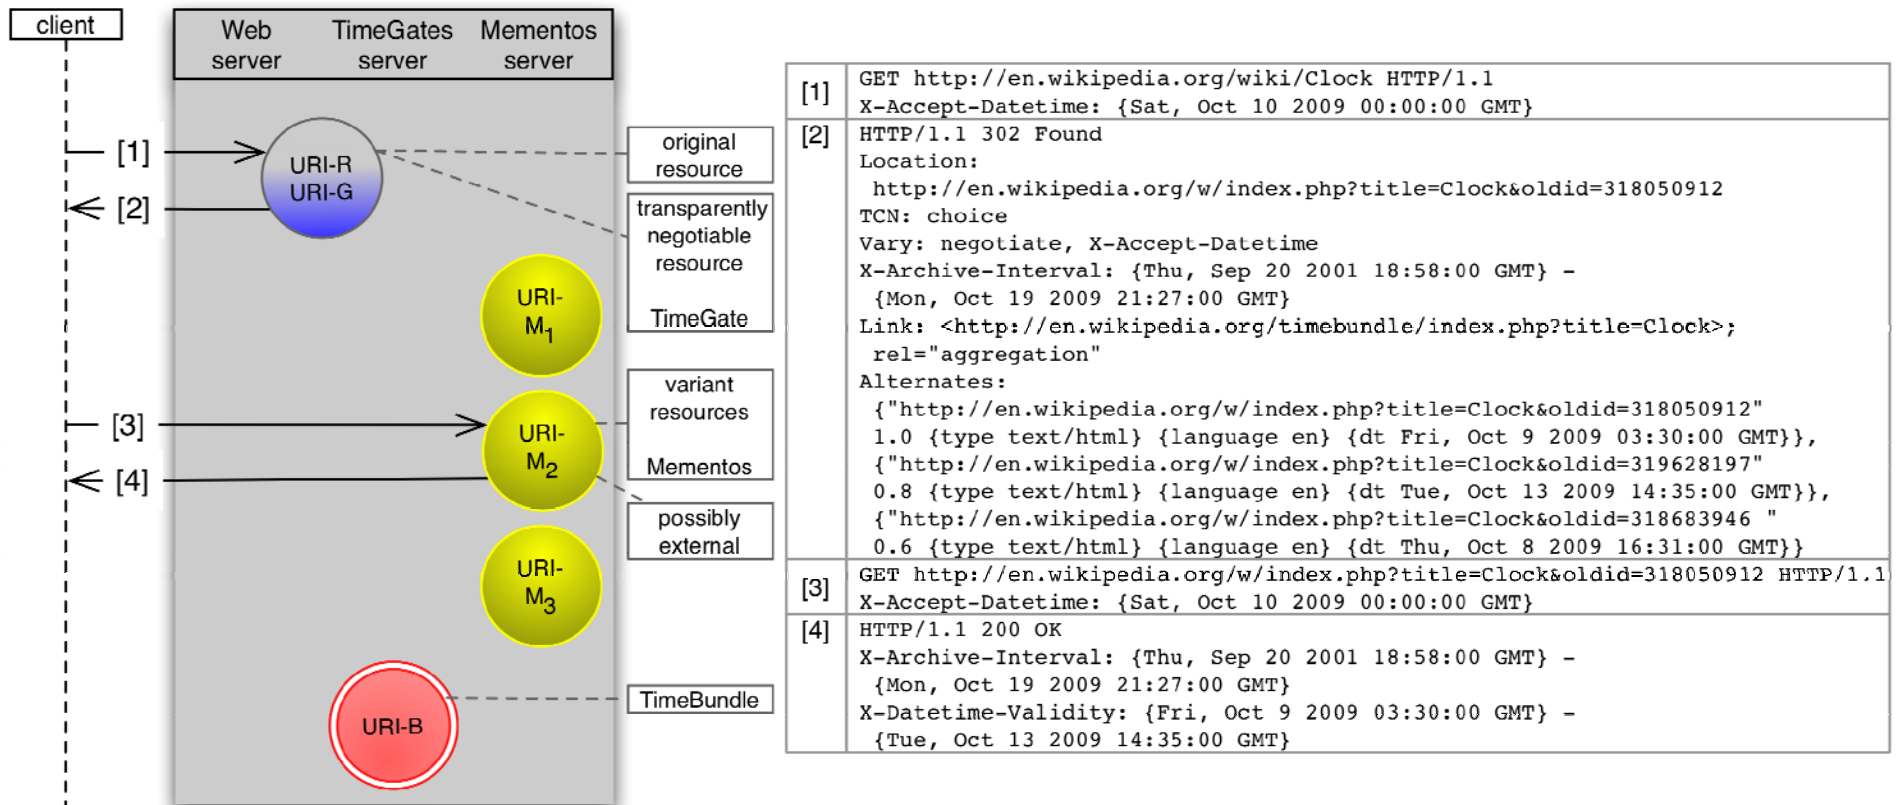 client
Web server
TimeGates server
Mementos server
[1]
URI-R
URI-G
[2]
original
resource
transparently
negotiable
resource
TimeGate
URI-
M1
variant
resources
Mementos
[3]
URI-
M2
[4]
possibly
external
URI-
M3
TimeBundle
URI-B
[1]
GET http://en.wikipedia.org/wiki/Clock HTTP/1.1
X-Accept-Datetime: {Sat, Oct 10 2009 00:00:00 GMT}
[2]
HTTP/1.1 302 Found
Location:
http://en.wikipedia.org/w/index.php?title=Clock&oldid=318050912
TCN: choice
Vary: negotiate, X-Accept-Datetime
X-Archive-Interval: {Thu, Sep 20 2001 18:58:00 GMT} -
{Mon, Oct 19 2009 21:27:00 GMT}
Link: <http://en.wikipedia.org/timebundle/index.php?title=Clock>;
rel="aggregation"
Alternates:
{"http://en.wikipedia.org/w/index.php?title=Clock&oldid=318050912"
1.0 {type text/html} {language en} {dt Fri, Oct 9 2009 03:30:00 GMT}},
{"http://en.wikipedia.org/w/index.php?title=Clock&oldid=319628197"
0.8 {type text/html} {language en} {dt Tue, Oct 13 2009 14:35:00 GMT}},
{"http://en.wikipedia.org/w/index.php?title=Clock&oldid=318683946 "
0.6 {type text/html} {language en} {dt Thu, Oct 8 2009 16:31:00 GMT}}
[3]
GET http://en.wikipedia.org/w/index.php?title=Clock&oldid=318050912 HTTP/1.1
X-Accept-Datetime: {Sat, Oct 10 2009 00:00:00 GMT}
[4]
HTTP/1.1 200 OK
X-Archive-Interval: {Thu, Sep 20 2001 18:58:00 GMT} -
{Mon, Oct 19 2009 21:27:00 GMT}
X-Datetime-Validity: {Fri, Oct 9 2009 03:30:00 GMT} -
{Tue, Oct 13 2009 14:35:00 GMT}